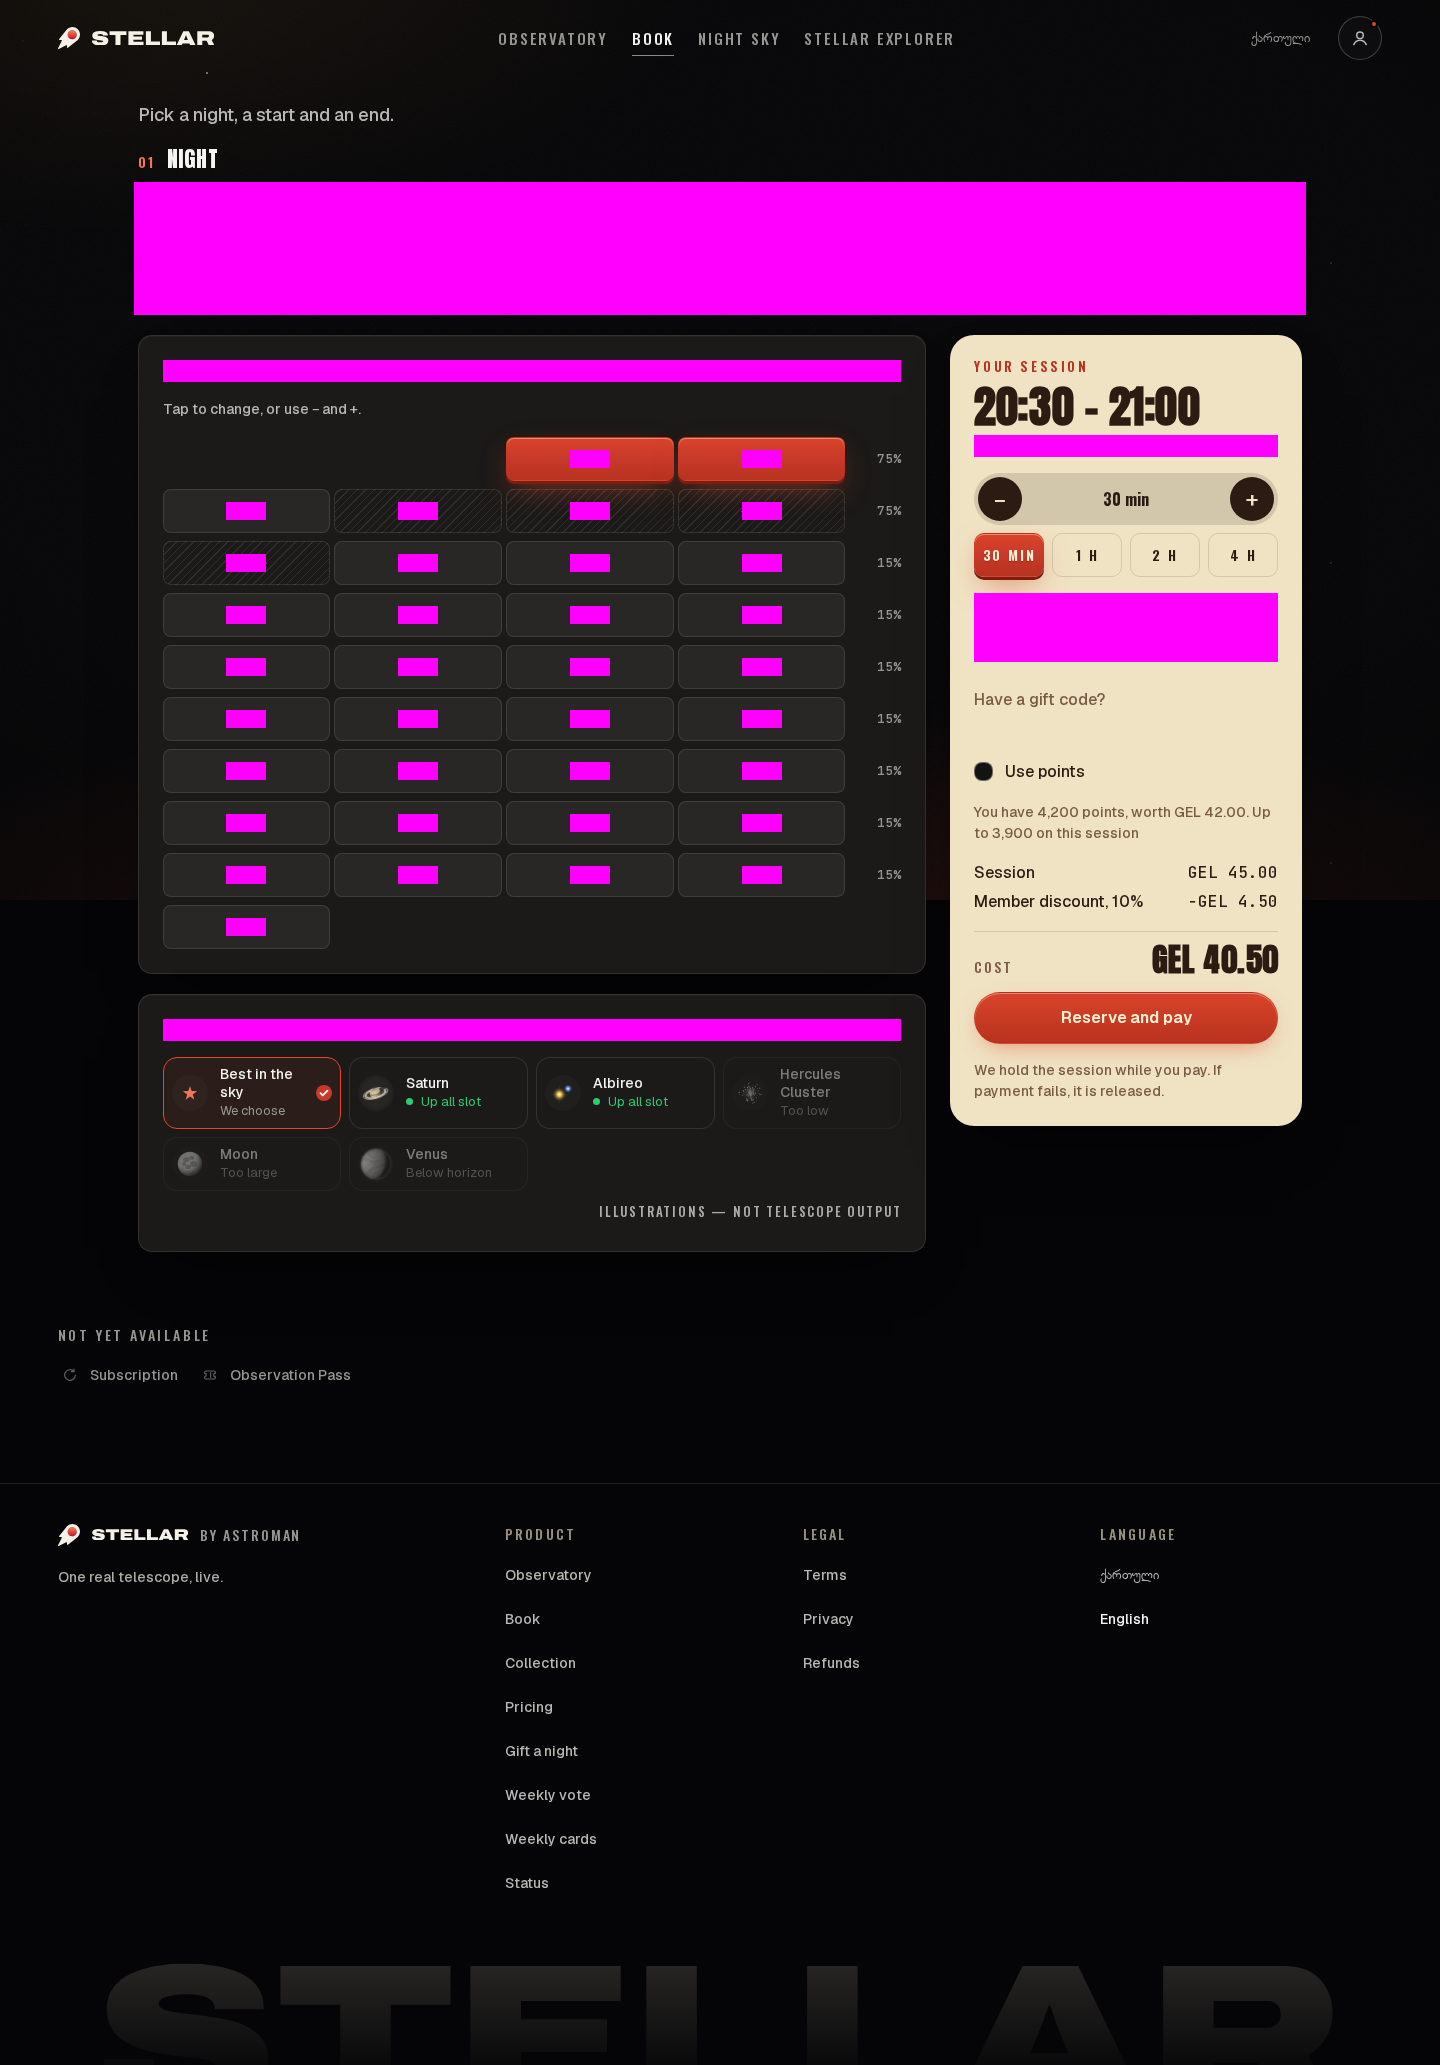 STELLAR
OBSERVATORY
BOOK
NIGHT SKY
STELLAR EXPLORER
ქართული
Pick a night, a start and an end.
01 NIGHT
Tap to change, or use – and +.
75%
75%
15%
15%
15%
15%
15%
15%
15%
YOUR SESSION
20:30 – 21:00
– 30 min +
30 MIN
1 H
2 H
4 H
Have a gift code?
Use points
You have 4,200 points, worth GEL 42.00. Up
to 3,900 on this session
Session GEL 45.00
Member discount, 10% -GEL 4.50
COST GEL 40.50
Reserve and pay
We hold the session while you pay. If
payment fails, it is released.
Best in the
sky
We choose
Saturn
Up all slot
Albireo
Up all slot
Hercules
Cluster
Too low
Moon
Too large
Venus
Below horizon
ILLUSTRATIONS — NOT TELESCOPE OUTPUT
NOT YET AVAILABLE
Subscription
Observation Pass
STELLAR BY ASTROMAN
One real telescope, live.
PRODUCT
Observatory
Book
Collection
Pricing
Gift a night
Weekly vote
Weekly cards
Status
LEGAL
Terms
Privacy
Refunds
LANGUAGE
ქართული
English
STELLAR